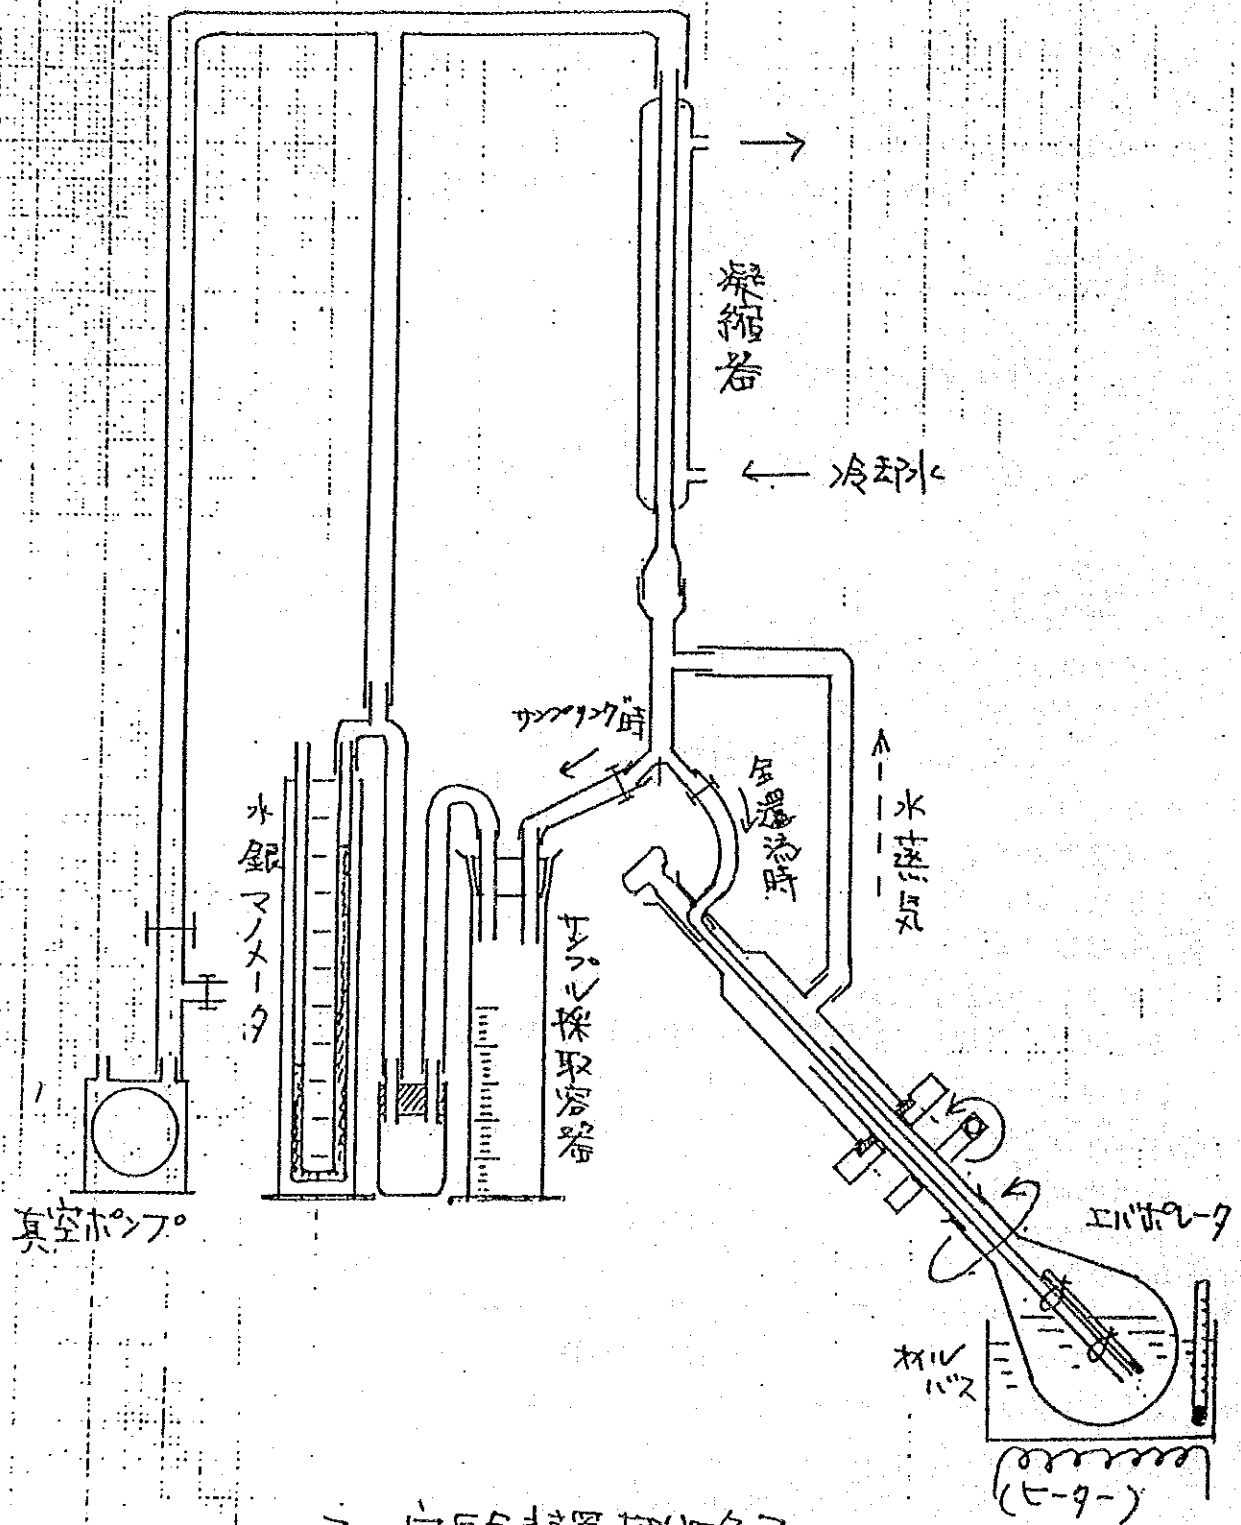 凝縮器
冷却水
サンプリング時
全還流時
水蒸気
水銀マノメータ
サンプル採取容器
真空ポンプ
エバポレータ
オイル
バス
(ヒーター)